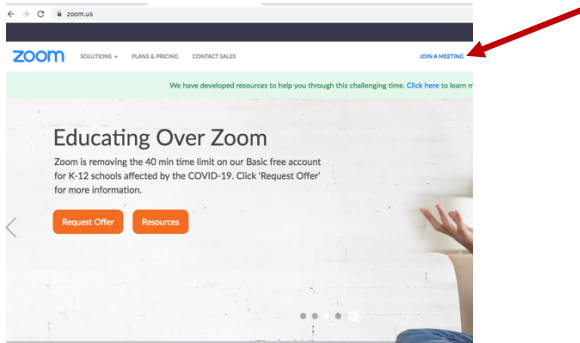 zoom.us
zoom SOLUTIONS PLANS & PRICING CONTACT SALES JOIN A MEETING
We have developed resources to help you through this challenging time. Click here to learn
Educating Over Zoom
Zoom is removing the 40 min time limit on our Basic free account
for K-12 schools affected by the COVID-19. Click 'Request Offer'
for more information.
Request Offer Resources